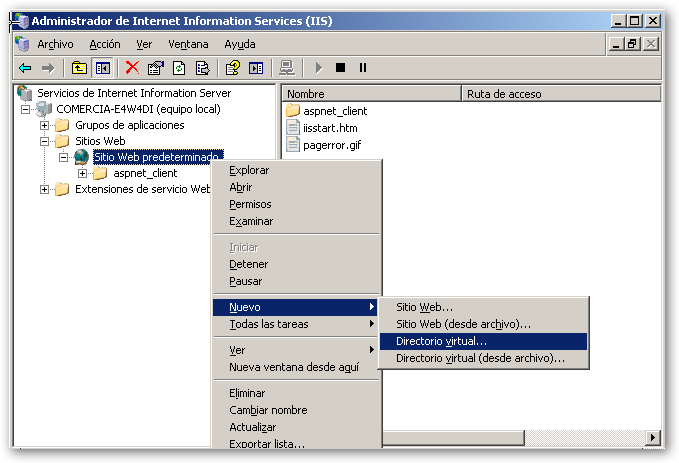 Administrador de Internet Information Services (IIS)
Archivo Acción Ver Ventana Ayuda
Servicios de Internet Information Server
COMERCIA-E4W4DI (equipo local)
Grupos de aplicaciones
Sitios Web
Sitio Web predeterminado
aspnet_client
Extensiones de servicio Web
Nombre Ruta de acceso
aspnet_client
iisstart.htm
pagerror.gif
Explorar
Abrir
Permisos
Examinar
Iniciar
Detener
Pausar
Nuevo
Todas las tareas
Ver
Nueva ventana desde aquí
Eliminar
Cambiar nombre
Actualizar
Exportar lista...
Sitio Web...
Sitio Web (desde archivo)...
Directorio virtual...
Directorio virtual (desde archivo)...